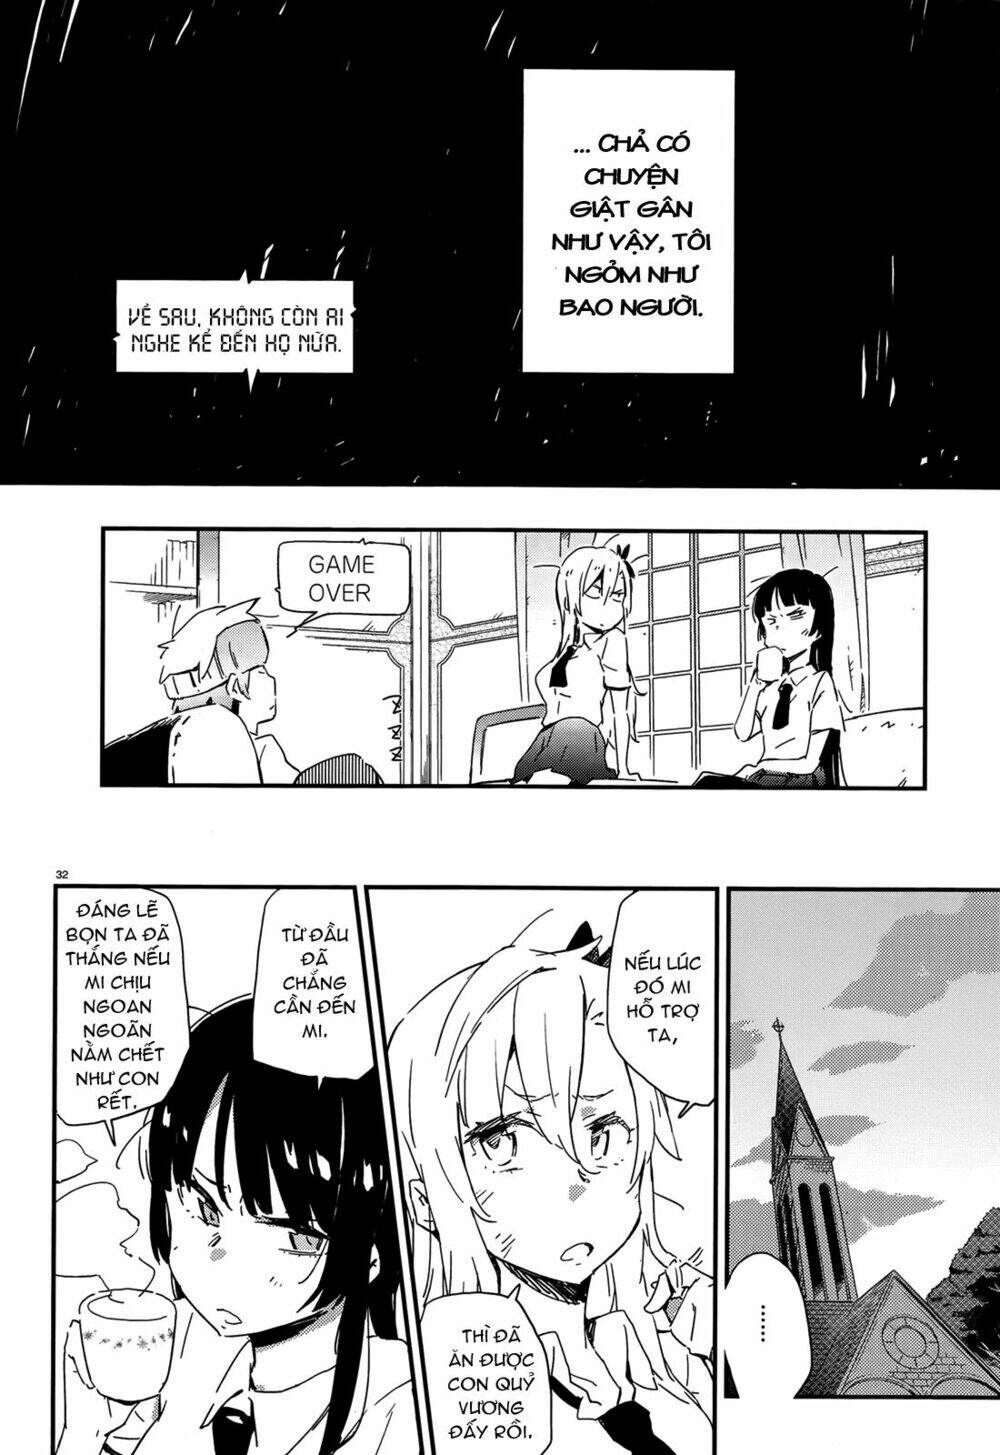 ... CHẢ CÓ
CHUYỆN
GIẬT GÂN
NHƯ VẬY, TÔI
NGỎM NHƯ
BAO NGƯỜI.
VỀ SAU, KHÔNG CÒN AI
NGHE KỂ ĐẾN HỌ NỮA.
GAME
OVER
32
......
NẾU LÚC
ĐÓ MI
HỖ TRỢ
TA,
THÌ ĐÃ
ĂN ĐƯỢC
CON QUỶ
VƯƠNG
ĐẤY RỒI.
TỪ ĐẦU
ĐÃ
CHẲNG
CẦN ĐẾN
MI.
ĐÁNG LẼ
BỌN TA ĐÃ
THẮNG NẾU
MI CHỊU
NGOAN
NGOÃN
NẰM CHẾT
NHƯ CON
RẾT.